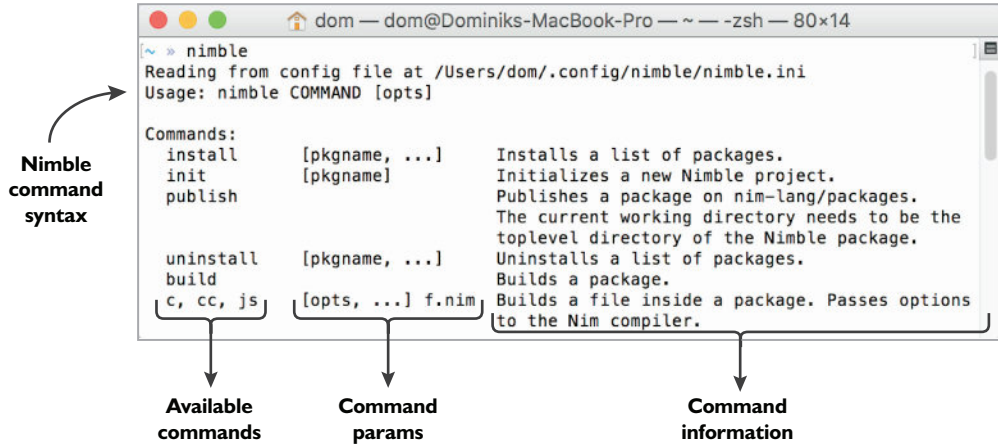 dom — dom@Dominiks-MacBook-Pro — ~ — -zsh — 80×14
[~ » nimble ]
Reading from config file at /Users/dom/.config/nimble/nimble.ini
Usage: nimble COMMAND [opts]
Commands:
install [pkgname, ...] Installs a list of packages.
init [pkgname] Initializes a new Nimble project.
publish Publishes a package on nim-lang/packages.
The current working directory needs to be the
toplevel directory of the Nimble package.
uninstall [pkgname, ...] Uninstalls a list of packages.
build Builds a package.
c, cc, js [opts, ...] f.nim Builds a file inside a package. Passes options
to the Nim compiler.
Nimble
command
syntax
Available
commands
Command
params
Command
information